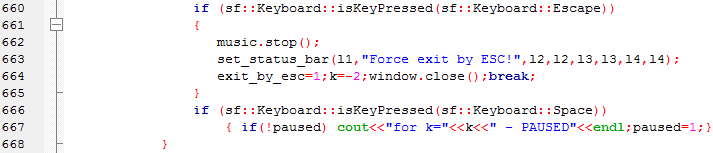 660 if (sf::Keyboard::isKeyPressed(sf::Keyboard::Escape))
661 {
662 music.stop();
663 set_status_bar(l1,"Force exit by ESC!",l2,l2,l3,l3,l4,l4);
664 exit_by_esc=1;k=-2;window.close();break;
665 }
666 if (sf::Keyboard::isKeyPressed(sf::Keyboard::Space))
667 { if(!paused) cout<<"for k="<<k<<" - PAUSED"<<endl;paused=1;}
668 }